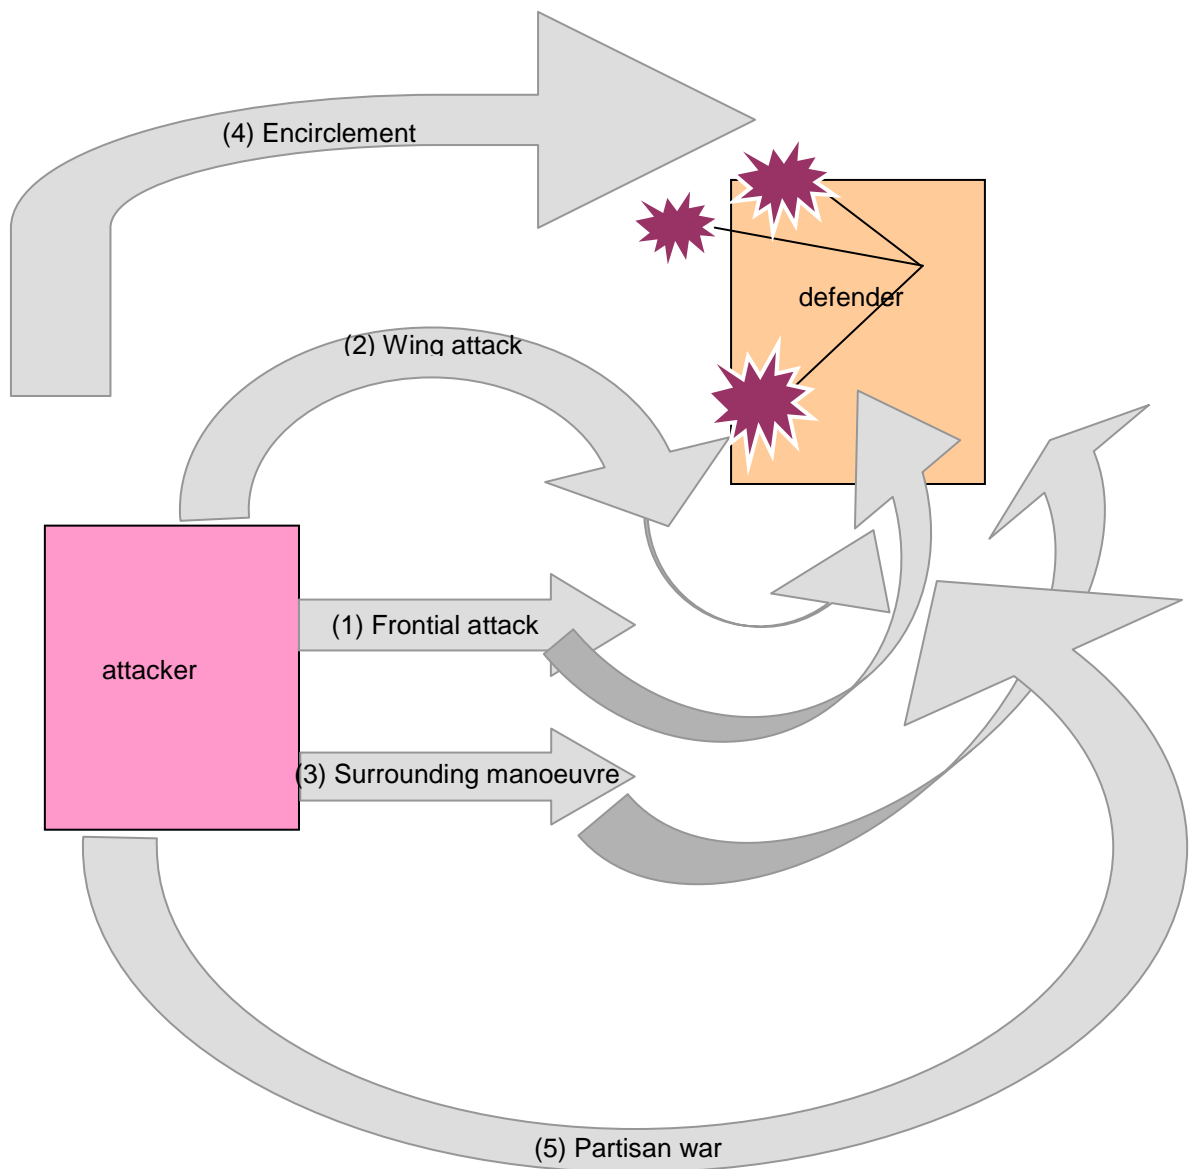 (4) Encirclement
defender
(2) Wing attack
(1) Frontial attack
attacker
(3) Surrounding manoeuvre
(5) Partisan war